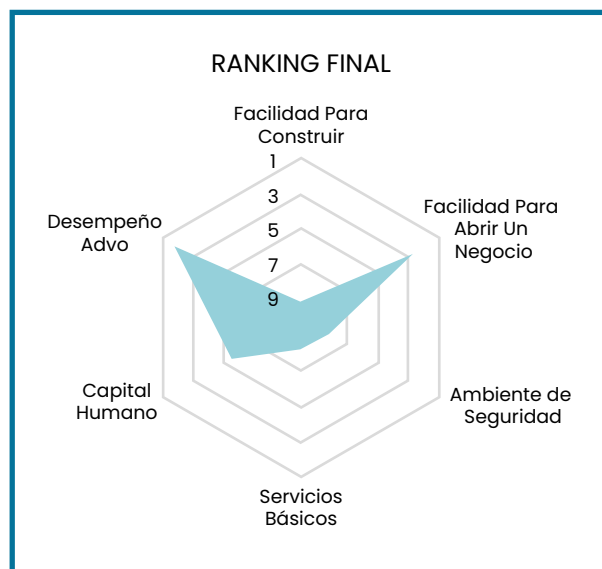 RANKING FINAL
Facilidad Para
Construir
1
3
5
7
9
Facilidad Para
Abrir Un
Negocio
Ambiente de
Seguridad
Servicios
Básicos
Capital
Humano
Desempeño
Advo